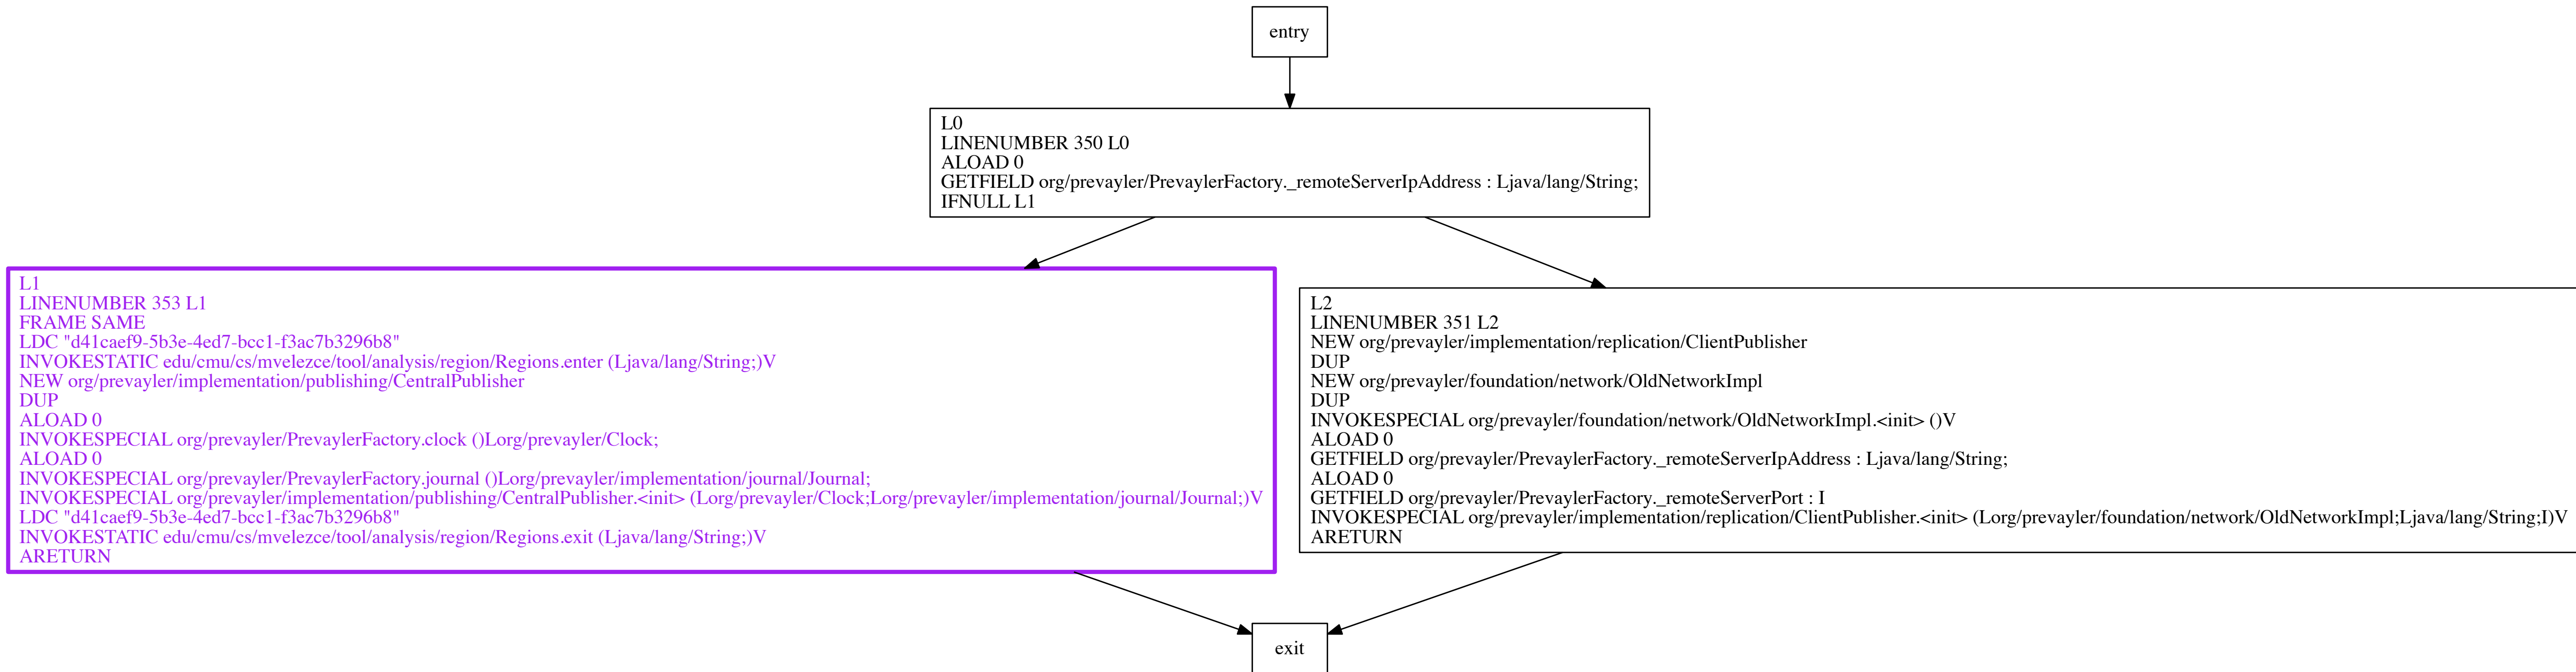 entry
L0
LINENUMBER 350 L0
ALOAD 0
GETFIELD org/prevayler/PrevaylerFactory._remoteServerIpAddress : Ljava/lang/String;
IFNULL L1
L1
LINENUMBER 353 L1
FRAME SAME
LDC "d41caef9-5b3e-4ed7-bcc1-f3ac7b3296b8"
INVOKESTATIC edu/cmu/cs/mvelezce/tool/analysis/region/Regions.enter (Ljava/lang/String;)V
NEW org/prevayler/implementation/publishing/CentralPublisher
DUP
ALOAD 0
INVOKESPECIAL org/prevayler/PrevaylerFactory.clock ()Lorg/prevayler/Clock;
ALOAD 0
INVOKESPECIAL org/prevayler/PrevaylerFactory.journal ()Lorg/prevayler/implementation/journal/Journal;
INVOKESPECIAL org/prevayler/implementation/publishing/CentralPublisher.<init> (Lorg/prevayler/Clock;Lorg/prevayler/implementation/journal/Journal;)V
LDC "d41caef9-5b3e-4ed7-bcc1-f3ac7b3296b8"
INVOKESTATIC edu/cmu/cs/mvelezce/tool/analysis/region/Regions.exit (Ljava/lang/String;)V
ARETURN
L2
LINENUMBER 351 L2
NEW org/prevayler/implementation/replication/ClientPublisher
DUP
NEW org/prevayler/foundation/network/OldNetworkImpl
DUP
INVOKESPECIAL org/prevayler/foundation/network/OldNetworkImpl.<init> ()V
ALOAD 0
GETFIELD org/prevayler/PrevaylerFactory._remoteServerIpAddress : Ljava/lang/String;
ALOAD 0
GETFIELD org/prevayler/PrevaylerFactory._remoteServerPort : I
INVOKESPECIAL org/prevayler/implementation/replication/ClientPublisher.<init> (Lorg/prevayler/foundation/network/OldNetworkImpl;Ljava/lang/String;I)V
ARETURN
exit